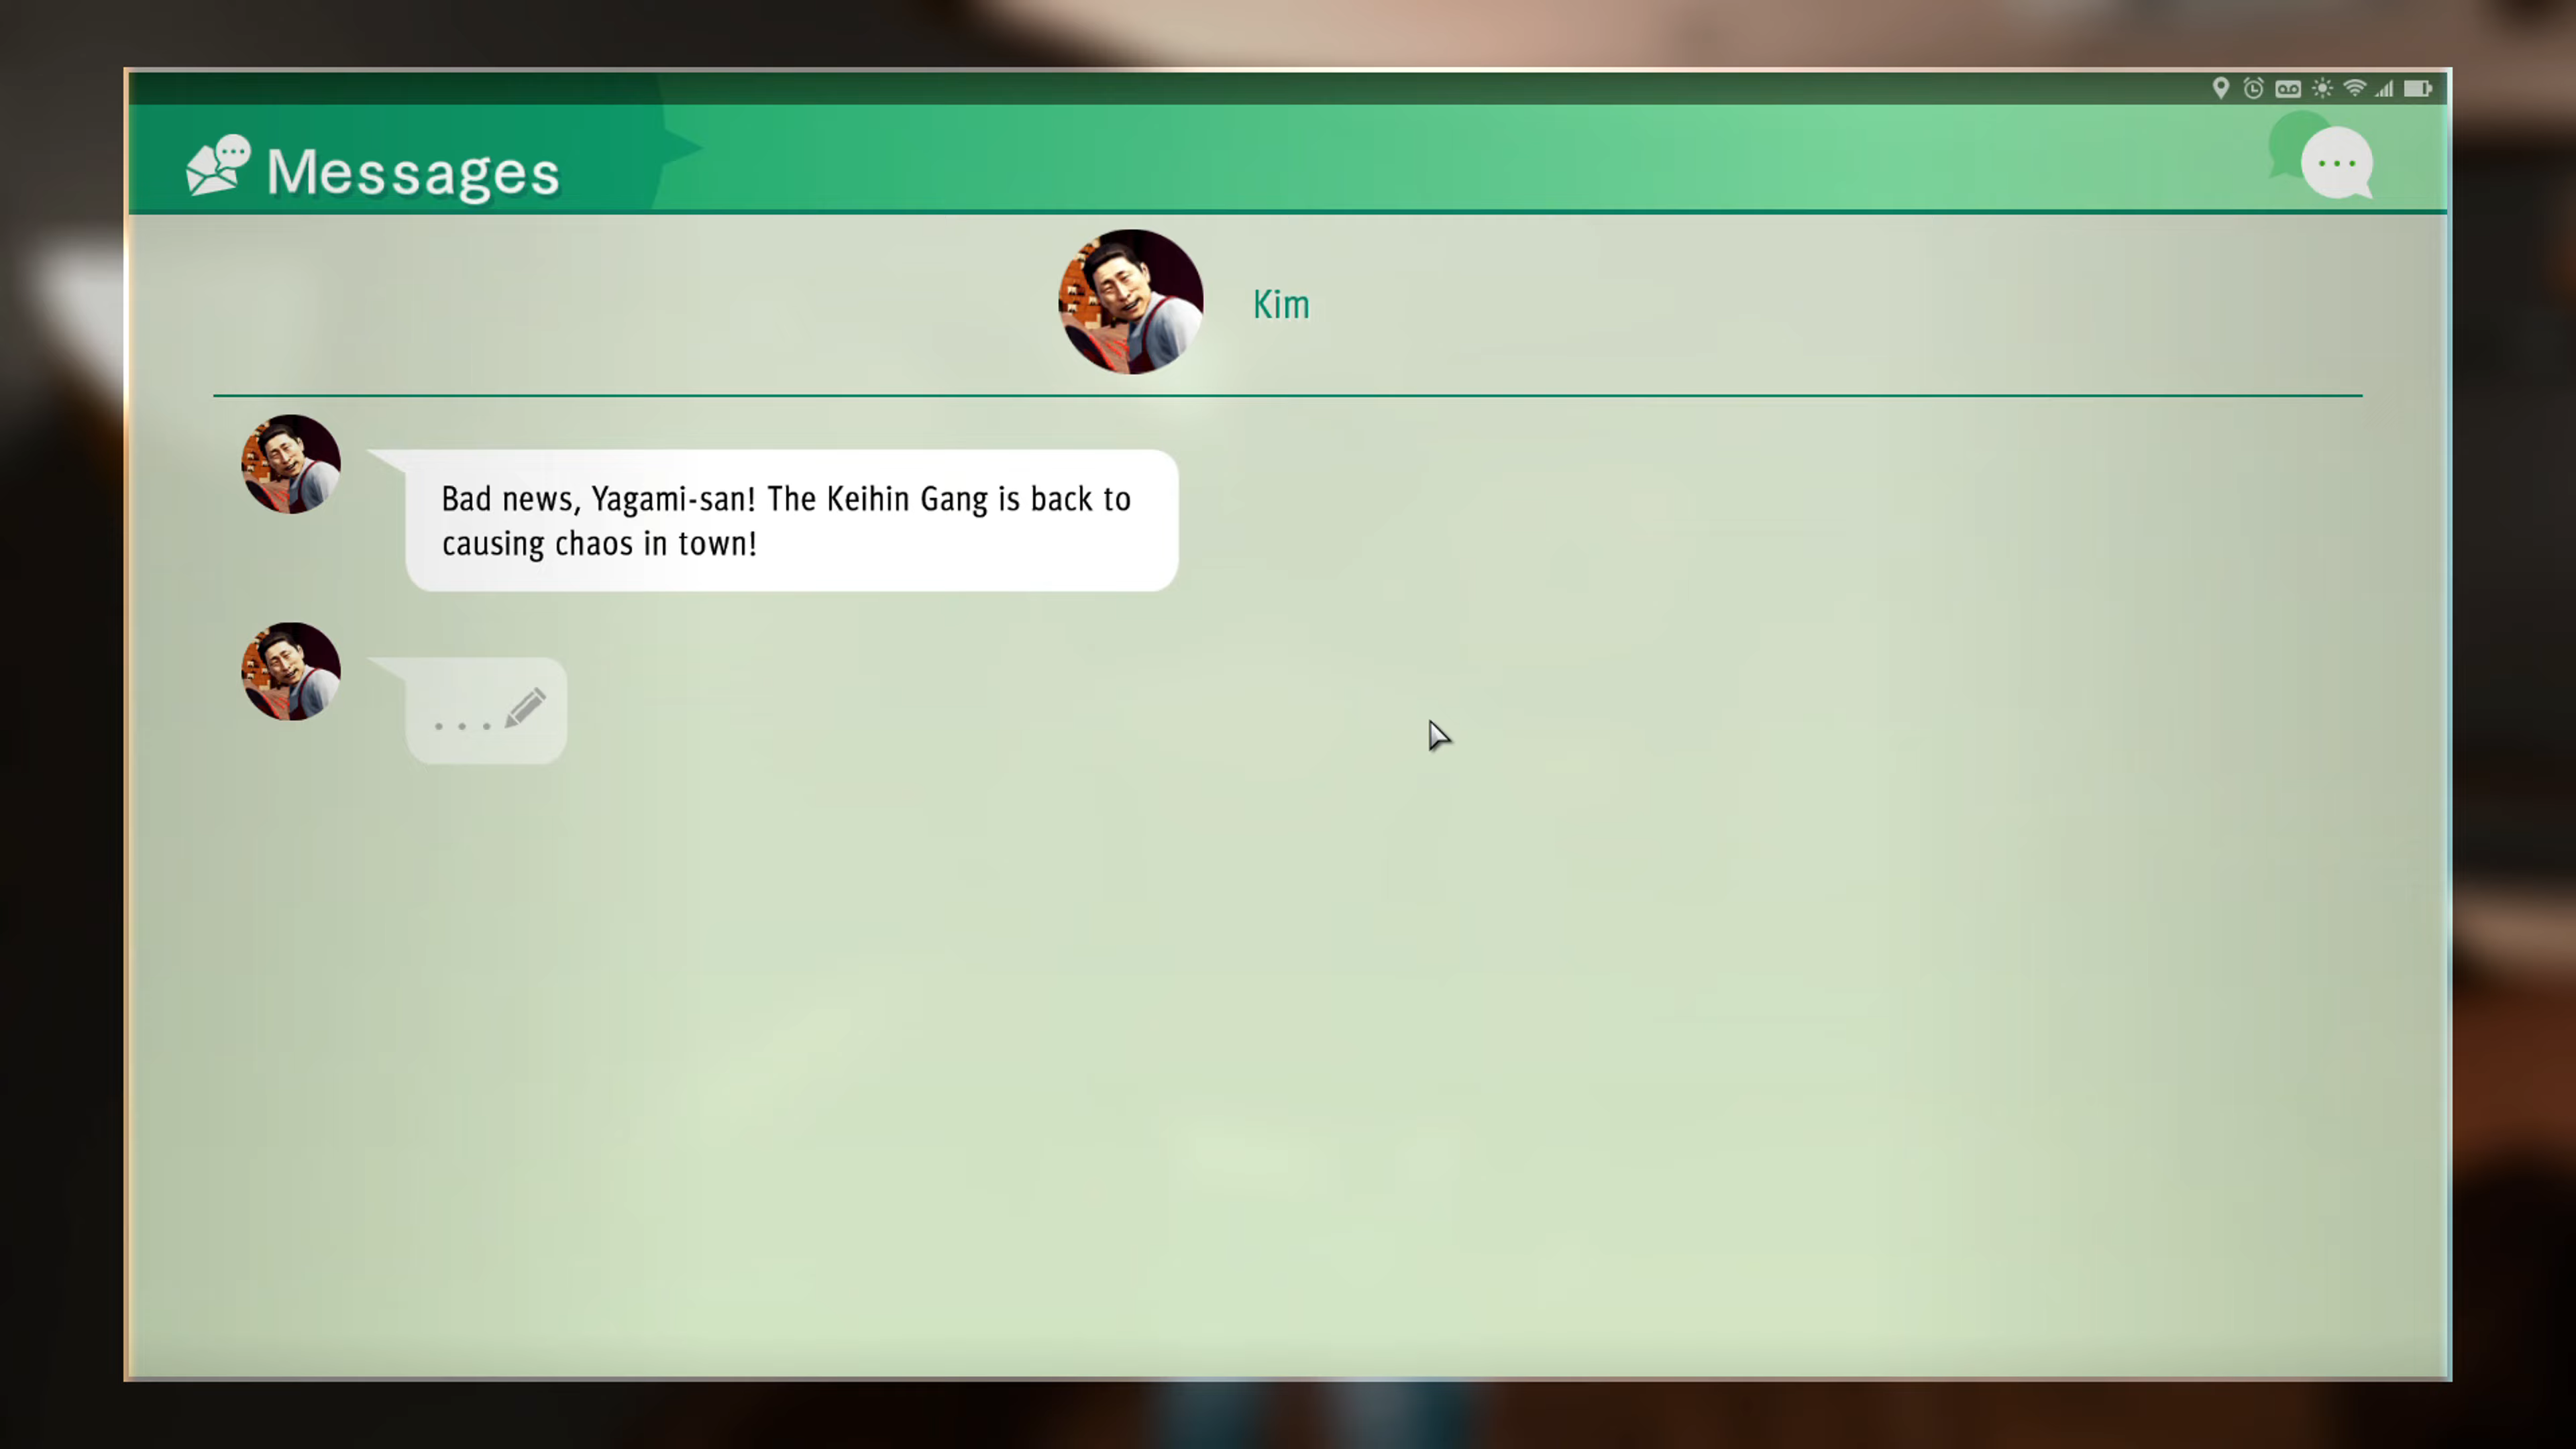 Messages
Kim
Bad news, Yagami-san! The Keihin Gang is back to
causing chaos in town!
...